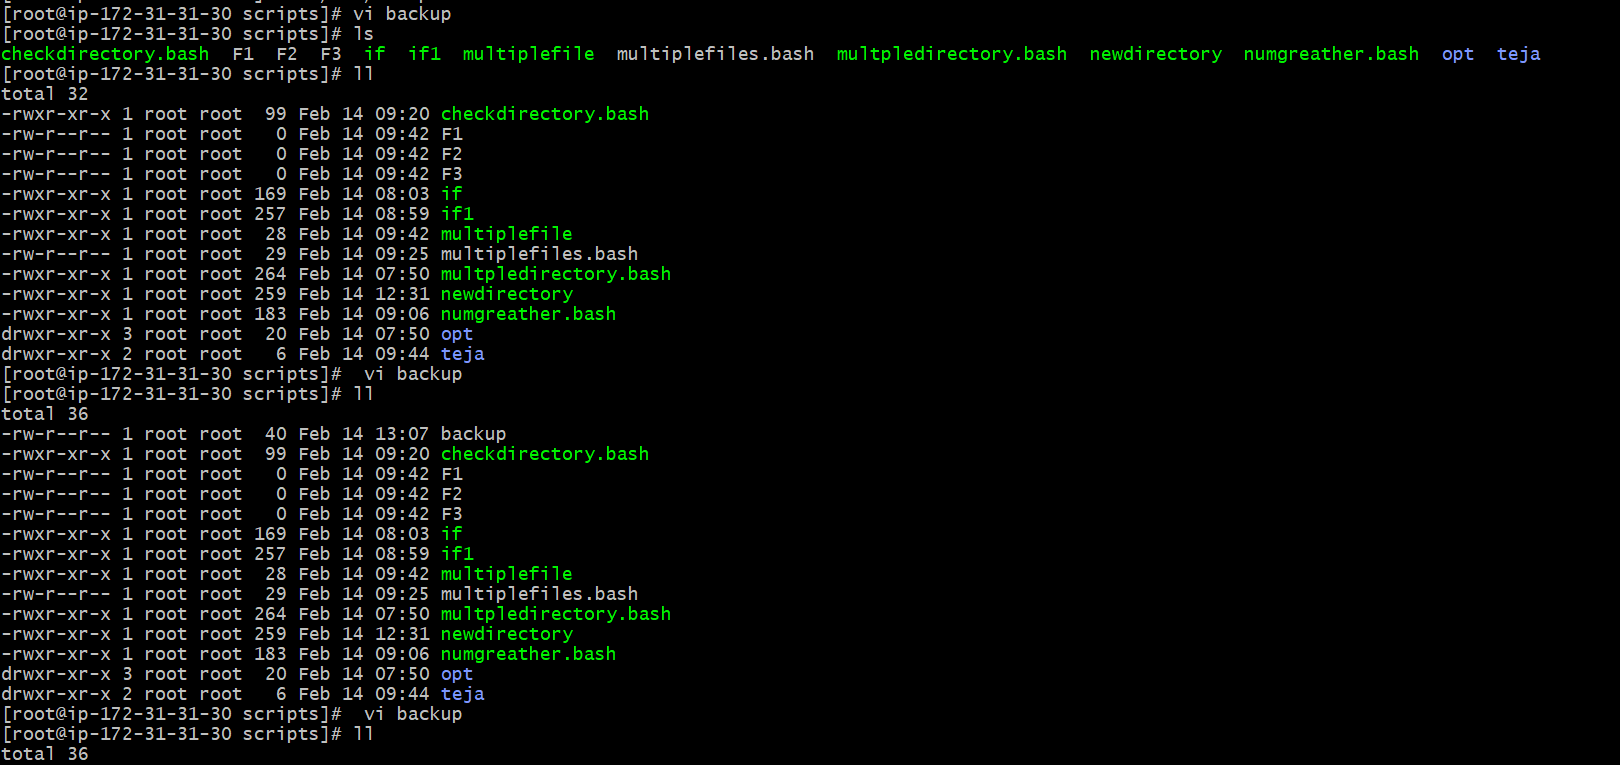 [root@ip-172-31-31-30 scripts]# vi backup
[root@ip-172-31-31-30 scripts]# ls
checkdirectory.bash  F1  F2  F3  if  if1  multiplefile  multiplefiles.bash  multpledirectory.bash  newdirectory  numgreather.bash  opt  teja
[root@ip-172-31-31-30 scripts]# ll
total 32
-rwxr-xr-x 1 root root  99 Feb 14 09:20 checkdirectory.bash
-rw-r--r-- 1 root root   0 Feb 14 09:42 F1
-rw-r--r-- 1 root root   0 Feb 14 09:42 F2
-rw-r--r-- 1 root root   0 Feb 14 09:42 F3
-rwxr-xr-x 1 root root 169 Feb 14 08:03 if
-rwxr-xr-x 1 root root 257 Feb 14 08:59 if1
-rwxr-xr-x 1 root root  28 Feb 14 09:42 multiplefile
-rw-r--r-- 1 root root  29 Feb 14 09:25 multiplefiles.bash
-rwxr-xr-x 1 root root 264 Feb 14 07:50 multpledirectory.bash
-rwxr-xr-x 1 root root 259 Feb 14 12:31 newdirectory
-rwxr-xr-x 1 root root 183 Feb 14 09:06 numgreather.bash
drwxr-xr-x 3 root root  20 Feb 14 07:50 opt
drwxr-xr-x 2 root root   6 Feb 14 09:44 teja
[root@ip-172-31-31-30 scripts]#  vi backup
[root@ip-172-31-31-30 scripts]# ll
total 36
-rw-r--r-- 1 root root  40 Feb 14 13:07 backup
-rwxr-xr-x 1 root root  99 Feb 14 09:20 checkdirectory.bash
-rw-r--r-- 1 root root   0 Feb 14 09:42 F1
-rw-r--r-- 1 root root   0 Feb 14 09:42 F2
-rw-r--r-- 1 root root   0 Feb 14 09:42 F3
-rwxr-xr-x 1 root root 169 Feb 14 08:03 if
-rwxr-xr-x 1 root root 257 Feb 14 08:59 if1
-rwxr-xr-x 1 root root  28 Feb 14 09:42 multiplefile
-rw-r--r-- 1 root root  29 Feb 14 09:25 multiplefiles.bash
-rwxr-xr-x 1 root root 264 Feb 14 07:50 multpledirectory.bash
-rwxr-xr-x 1 root root 259 Feb 14 12:31 newdirectory
-rwxr-xr-x 1 root root 183 Feb 14 09:06 numgreather.bash
drwxr-xr-x 3 root root  20 Feb 14 07:50 opt
drwxr-xr-x 2 root root   6 Feb 14 09:44 teja
[root@ip-172-31-31-30 scripts]#  vi backup
[root@ip-172-31-31-30 scripts]# ll
total 36